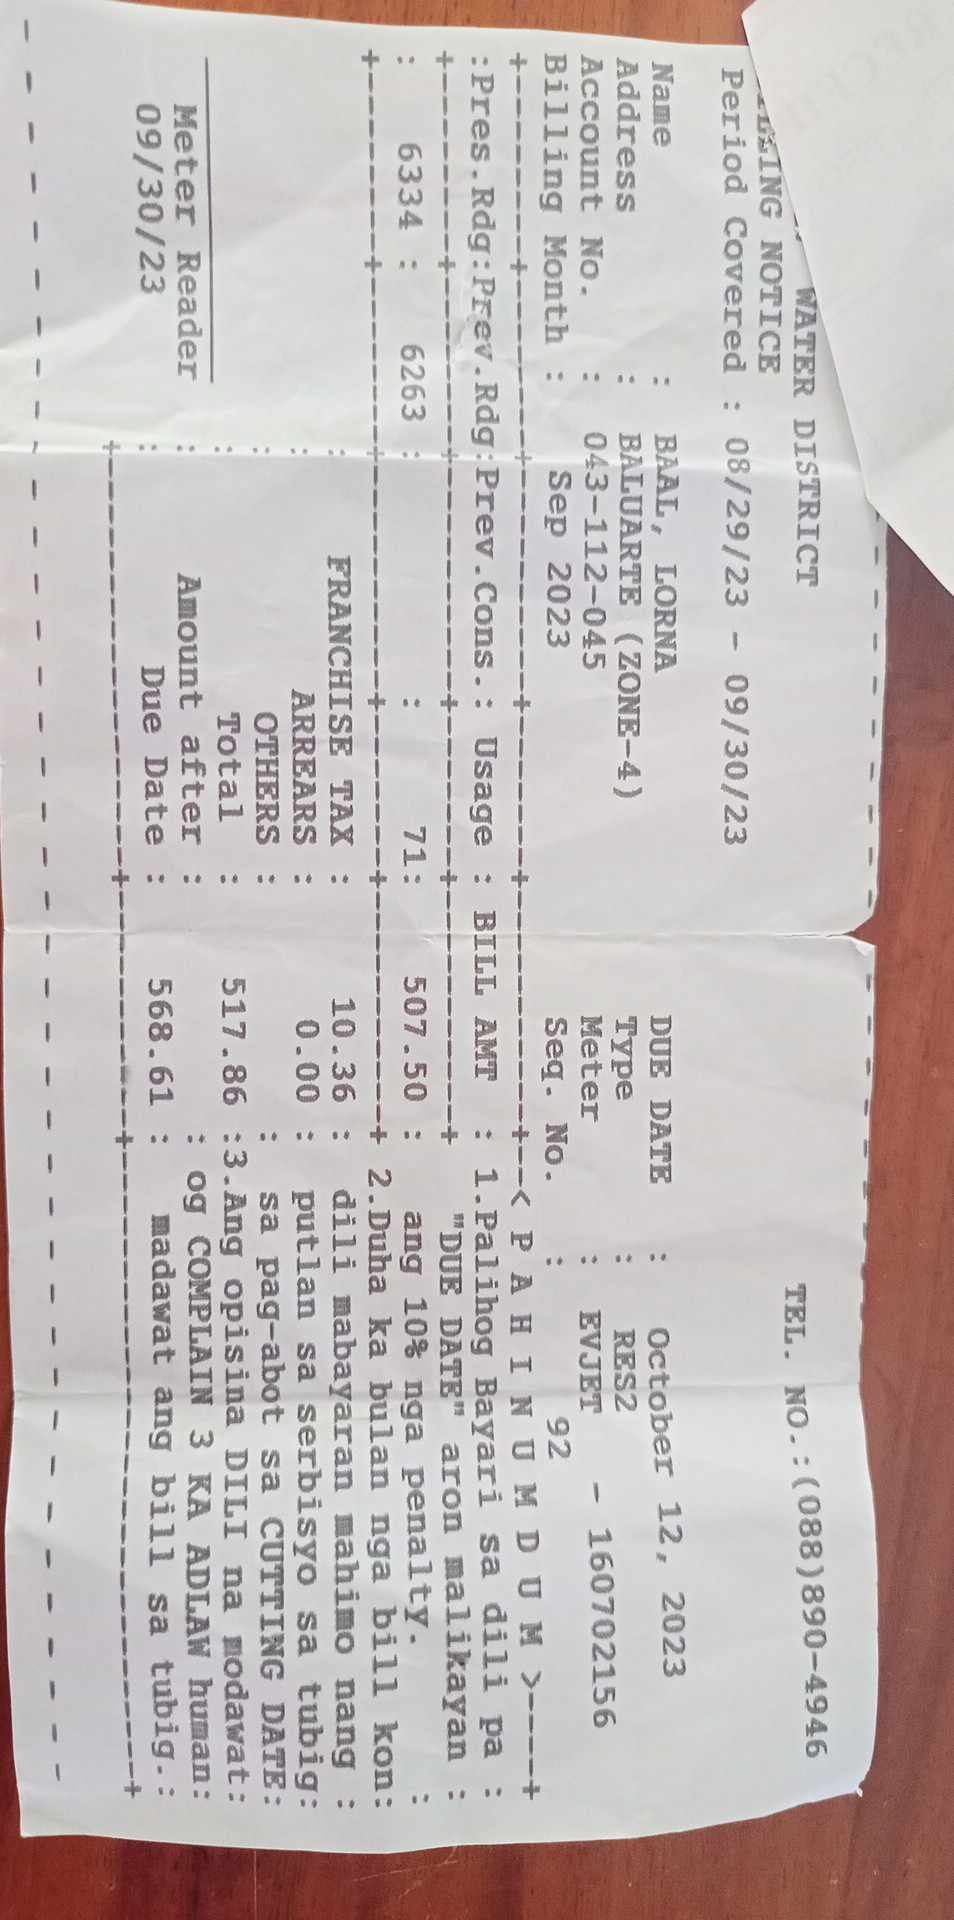 WATER DISTRICT TEL. NO.:(088)890-4946
BILLING NOTICE
Period Covered : 08/29/23 - 09/30/23
Name : BAAL, LORNA DUE DATE : October 12, 2023
Address : BALUARTE (ZONE-4) Type : RES2
Account No. : 043-112-045 Meter : EVJET - 160702156
Billing Month : Sep 2023 Seq. No. : 92
+---------+---------+-----------+--------+-----------+--< P A H I N U M D U M >----+
:Pres.Rdg:Prev.Rdg:Prev.Cons.: Usage : BILL AMT : 1.Palihog Bayari sa dili pa :
+---------+---------+-----------+--------+-----------+ "DUE DATE" aron malikayan :
: 6334 : 6263 : : 71: 507.50 : ang 10% nga penalty. :
+---------+---------+-----------+--------+-----------+ 2.Duha ka bulan nga bill kon:
: FRANCHISE TAX : 10.36 : dili mabayaran mahimo nang :
: ARREARS : 0.00 : putlan sa serbisyo sa tubig:
: OTHERS : : sa pag-abot sa CUTTING DATE:
: Total : 517.86 :3.Ang opisina DILI na modawat:
Meter Reader : Amount after : : og COMPLAIN 3 KA ADLAW human:
09/30/23 : Due Date : 568.61 : madawat ang bill sa tubig.: